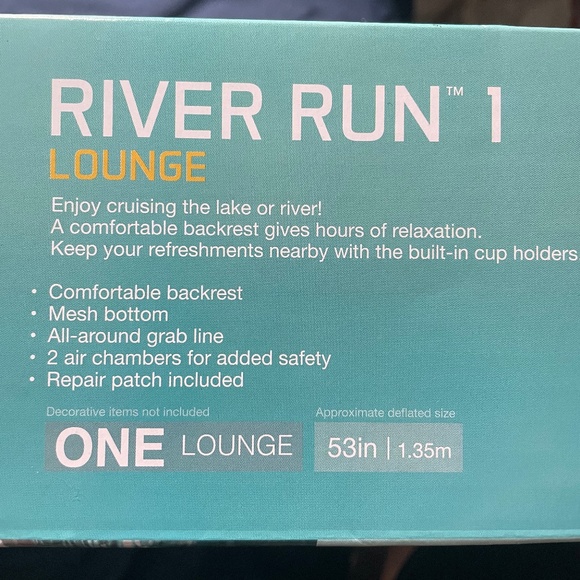 RIVER RUN™ 1
LOUNGE
Enjoy cruising the lake or river!
A comfortable backrest gives hours of relaxation.
Keep your refreshments nearby with the built-in cup holders
• Comfortable backrest
• Mesh bottom
• All-around grab line
• 2 air chambers for added safety
• Repair patch included
Decorative items not included
ONE LOUNGE
Approximate deflated size
53in | 1.35m